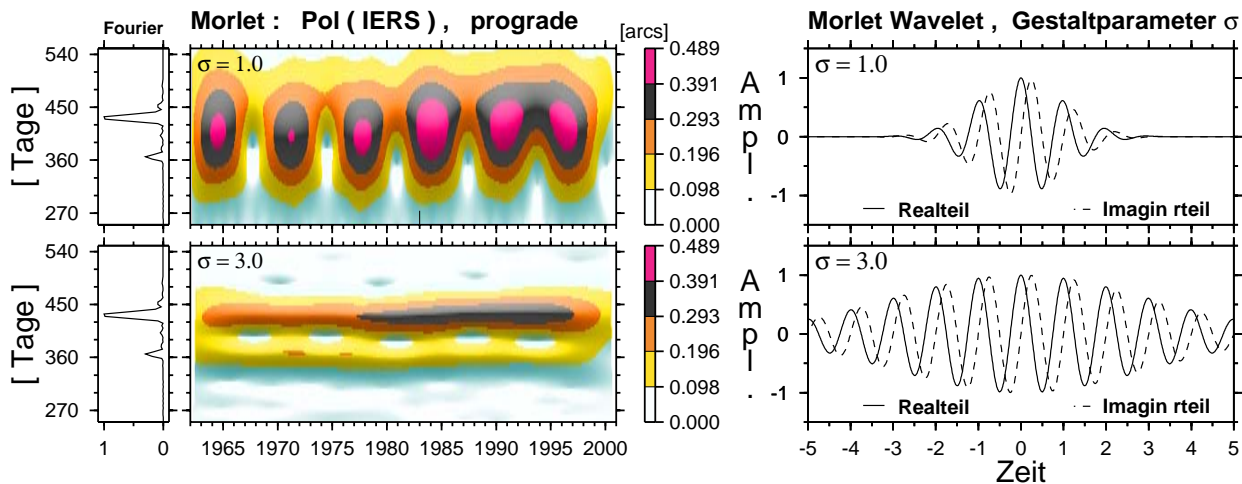 Fourier
Morlet : Pol ( IERS ) , prograde
[arcs]
Morlet Wavelet , Gestaltparameter σ
540
450
360
270
[ Tage ]
σ = 1.0
0.489
0.391
0.293
0.196
0.098
0.000
Ampl.
1
0
-1
σ = 1.0
Realteil
Imagin rteil
540
450
360
270
[ Tage ]
1 0
σ = 3.0
1965 1970 1975 1980 1985 1990 1995 2000
0.489
0.391
0.293
0.196
0.098
0.000
Ampl.
1
0
-1
σ = 3.0
Realteil
Imagin rteil
-5 -4 -3 -2 -1 0 1 2 3 4 5
Zeit